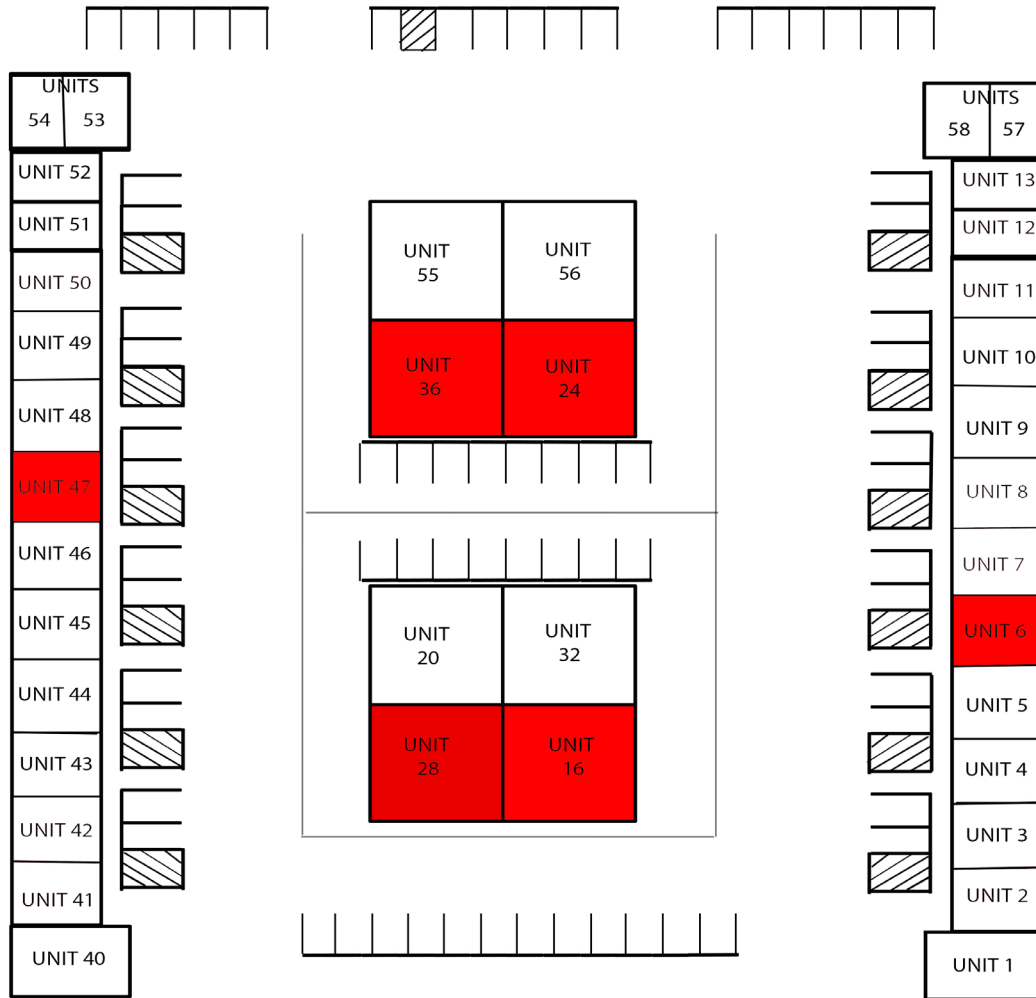 UNITS
54 53
UNIT 52
UNIT 51
UNIT 50
UNIT 49
UNIT 48
UNIT 47
UNIT 46
UNIT 45
UNIT 44
UNIT 43
UNIT 42
UNIT 41
UNIT 40
UNIT
55
UNIT
56
UNIT
36
UNIT
24
UNIT
20
UNIT
32
UNIT
28
UNIT
16
UNITS
58 57
UNIT 13
UNIT 12
UNIT 11
UNIT 10
UNIT 9
UNIT 8
UNIT 7
UNIT 6
UNIT 5
UNIT 4
UNIT 3
UNIT 2
UNIT 1